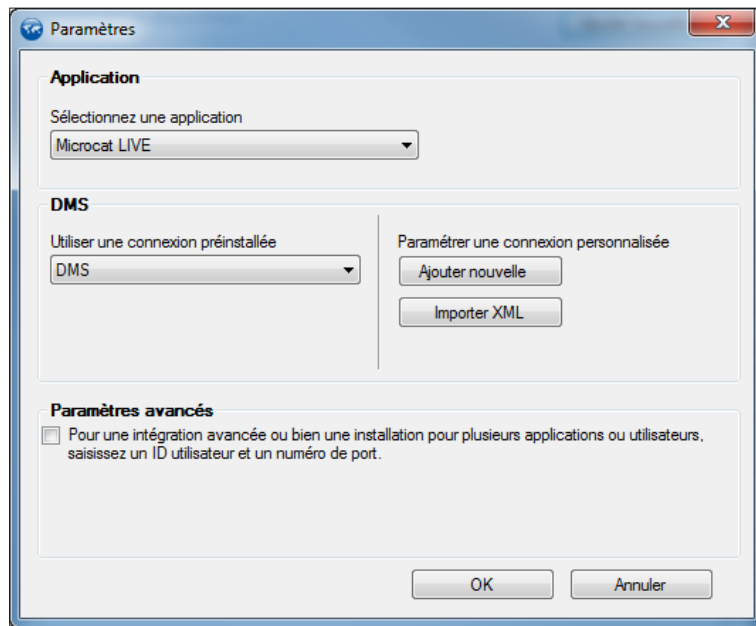 Paramètres
Application
Sélectionnez une application
Microcat LIVE
DMS
Utiliser une connexion préinstallée
DMS
Paramétrer une connexion personnalisée
Ajouter nouvelle
Importer XML
Paramètres avancés
Pour une intégration avancée ou bien une installation pour plusieurs applications ou utilisateurs,
saisissez un ID utilisateur et un numéro de port.
OK
Annuler